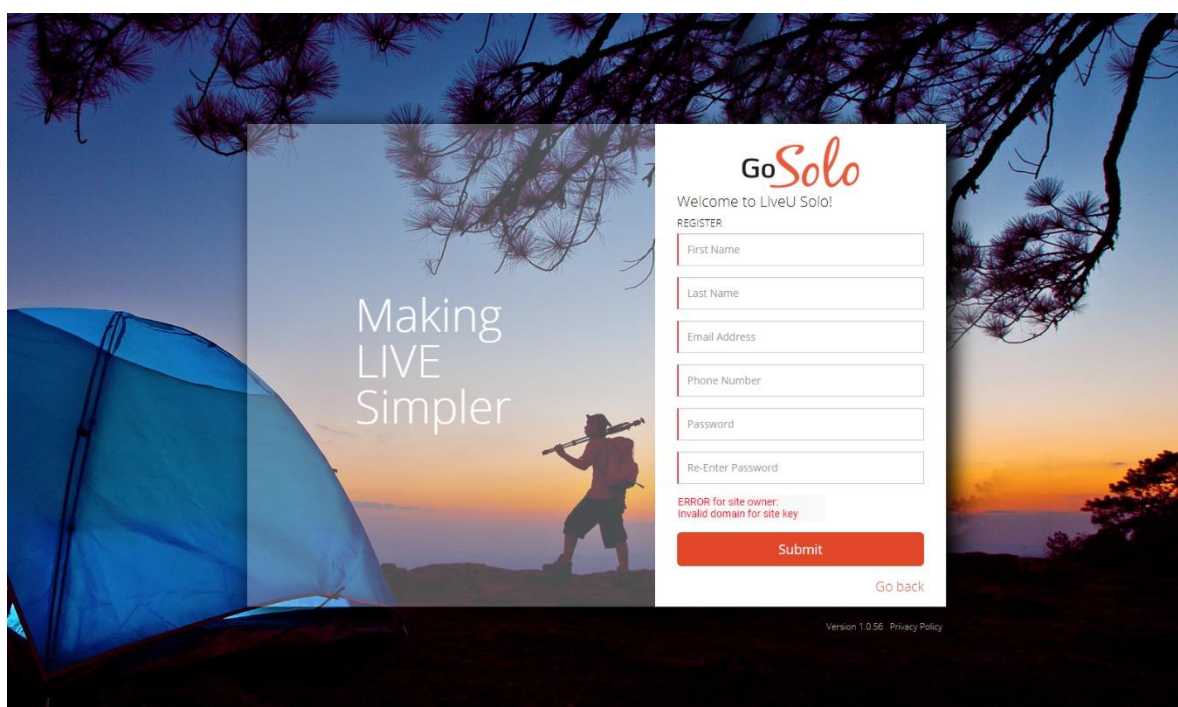 Making
LIVE
Simpler
GoSolo
Welcome to LiveU Solo!
REGISTER
First Name
Last Name
Email Address
Phone Number
Password
Re-Enter Password
ERROR for site owner:
Invalid domain for site key
Submit
Go back
Version 1.0.56 Privacy Policy